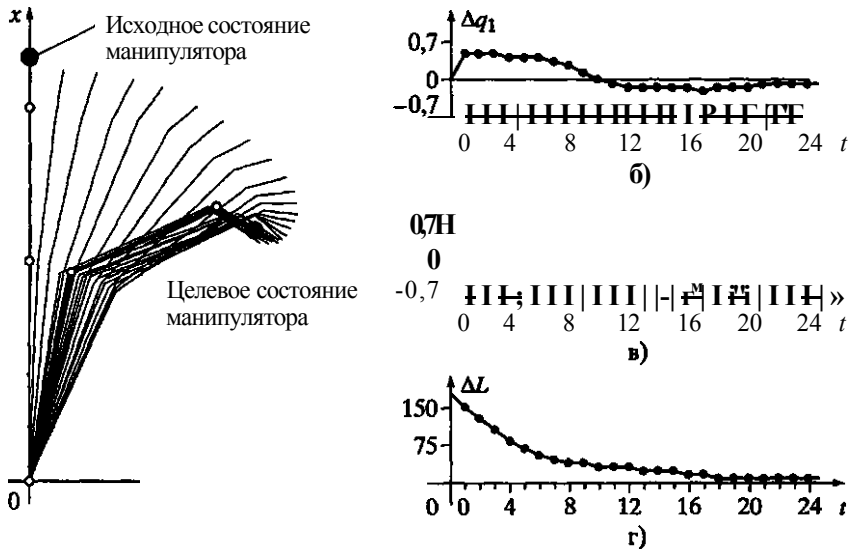 x
Исходное состояние
манипулятора
Целевое состояние
манипулятора
0
Δq₁
0,7
0
−0,7
0 4 8 12 16 20 24 t
б)
0,7Н
0
-0,7
0 4 8 12 16 20 24 t
в)
ΔL
150
75
0 0 4 8 12 16 20 24 t
г)